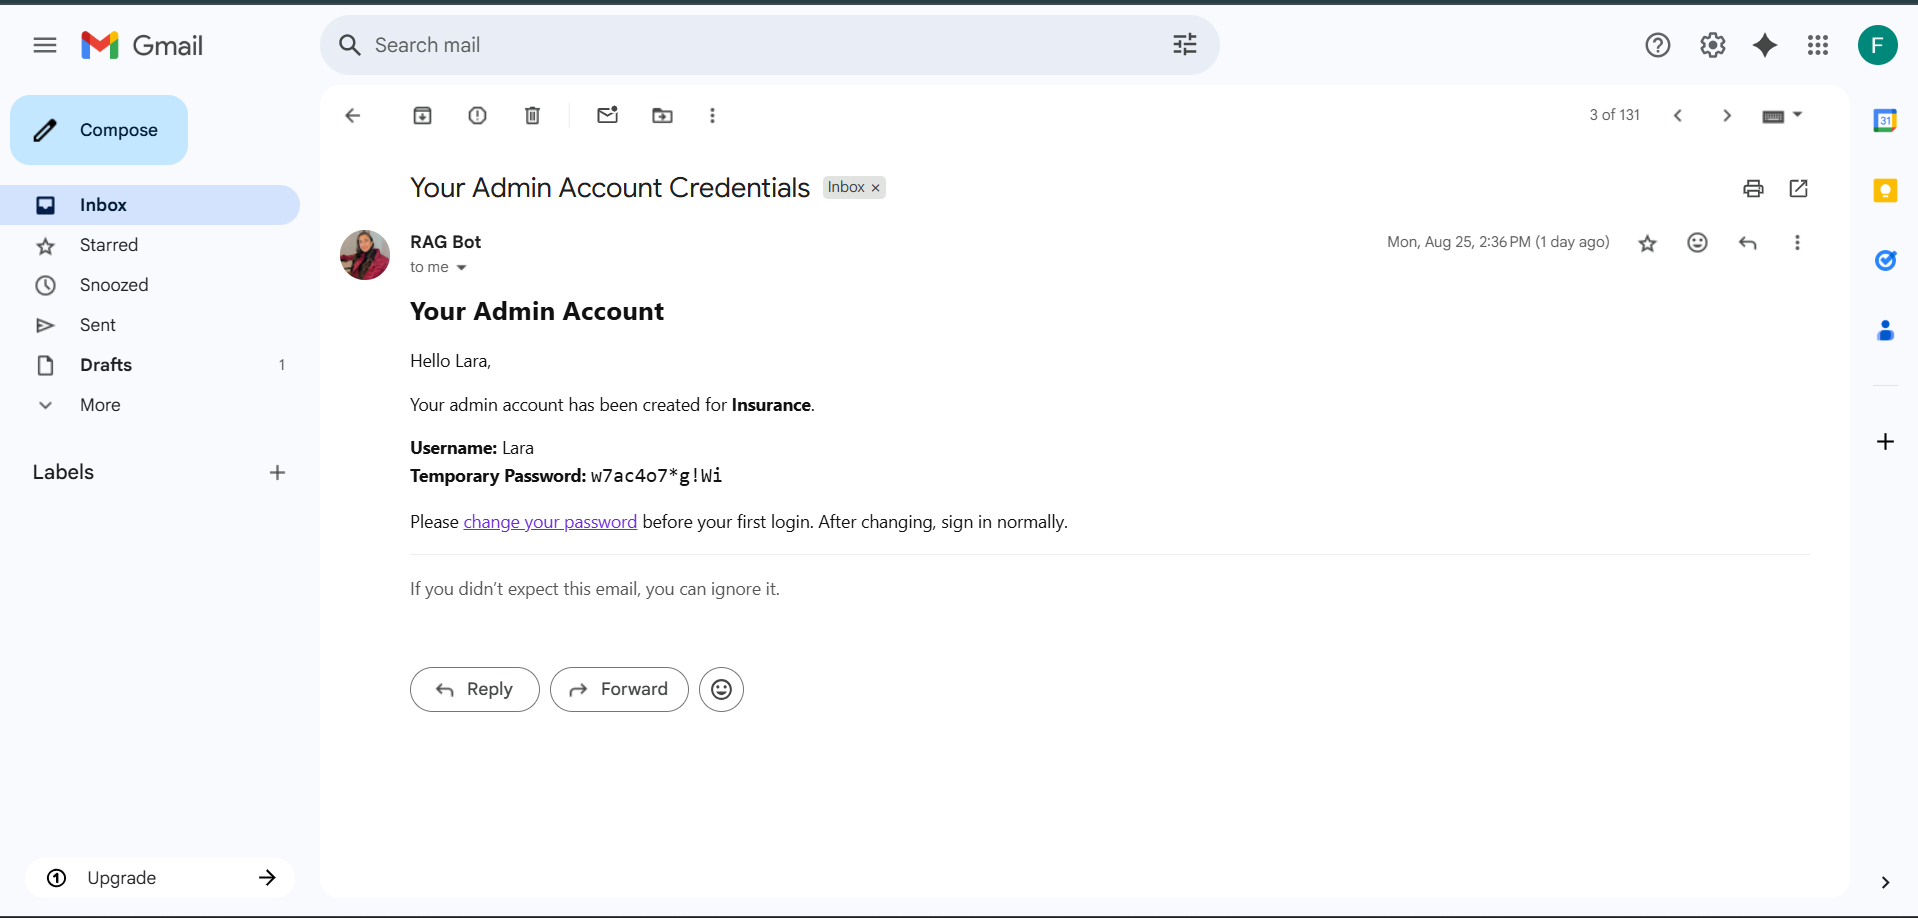 Gmail
Search mail
F
Compose
3 of 131
31
Your Admin Account Credentials Inbox ×
Inbox
Starred
Snoozed
Sent
Drafts 1
More
Labels
RAG Bot
to me
Mon, Aug 25, 2:36 PM (1 day ago)
Your Admin Account
Hello Lara,
Your admin account has been created for Insurance.
Username: Lara
Temporary Password: w7ac4o7*g!Wi
Please change your password before your first login. After changing, sign in normally.
If you didn’t expect this email, you can ignore it.
Reply
Forward
1 Upgrade